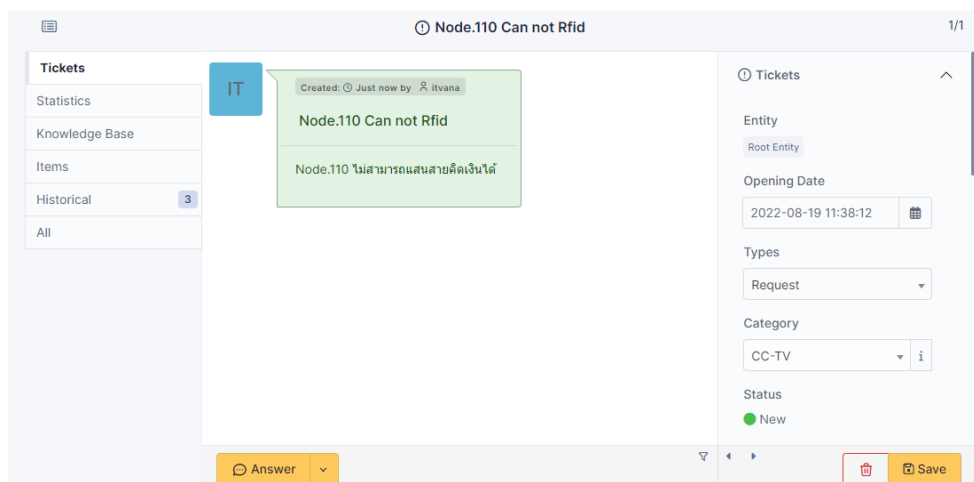 Node.110 Can not Rfid
1/1
Tickets
Statistics
Knowledge Base
Items
Historical 3
All
IT
Created: Just now by itvana
Node.110 Can not Rfid
Node.110 ไม่สามารถแสนสายคิดเงินได้
Tickets
Entity
Root Entity
Opening Date
2022-08-19 11:38:12
Types
Request
Category
CC-TV
i
Status
New
Answer
Save